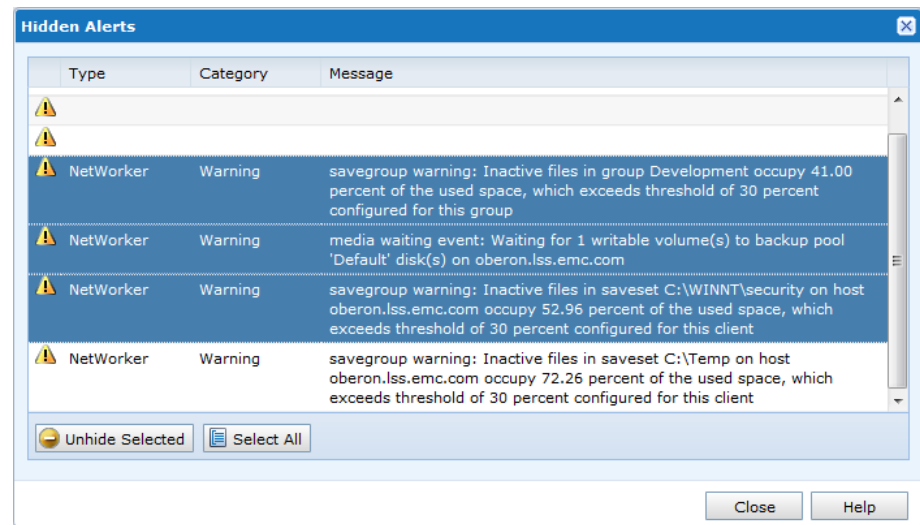 Hidden Alerts
Type Category Message
NetWorker Warning savegroup warning: Inactive files in group Development occupy 41.00
percent of the used space, which exceeds threshold of 30 percent
configured for this group
NetWorker Warning media waiting event: Waiting for 1 writable volume(s) to backup pool
'Default' disk(s) on oberon.lss.emc.com
NetWorker Warning savegroup warning: Inactive files in saveset C:\WINNT\security on host
oberon.lss.emc.com occupy 52.96 percent of the used space, which
exceeds threshold of 30 percent configured for this client
NetWorker Warning savegroup warning: Inactive files in saveset C:\Temp on host
oberon.lss.emc.com occupy 72.26 percent of the used space, which
exceeds threshold of 30 percent configured for this client
Unhide Selected Select All
Close Help